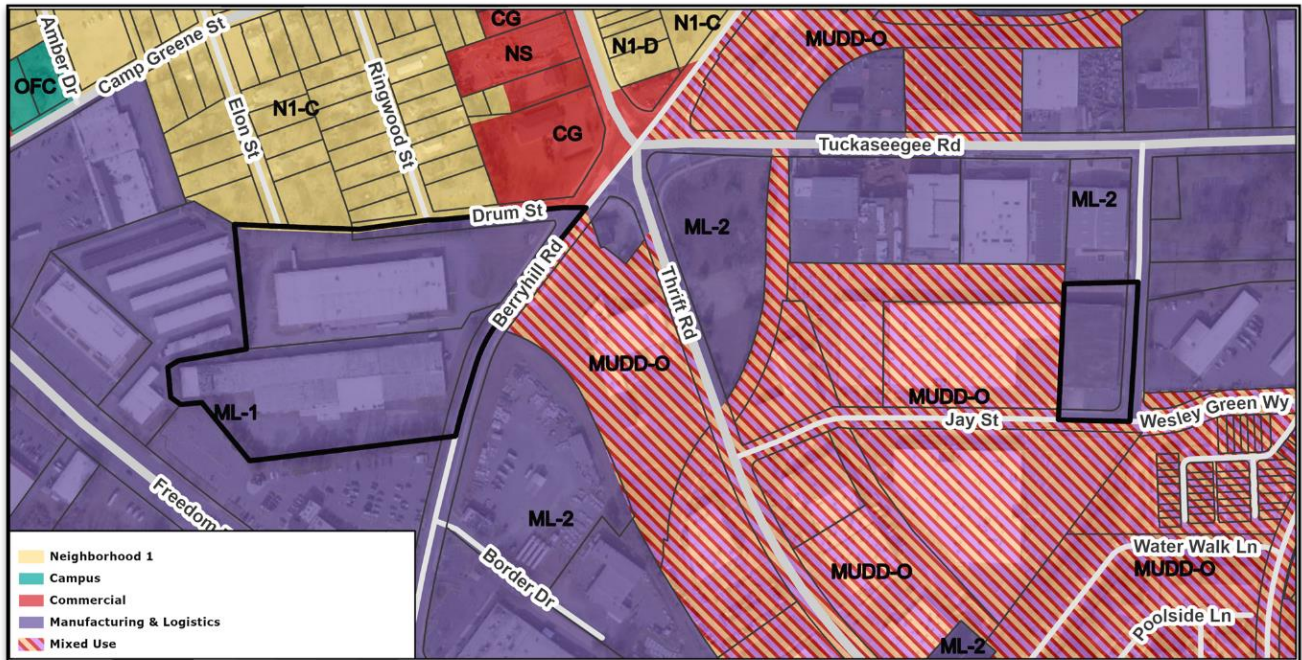 CG
N1-C
MUDD-O
Amber Dr
Camp Greene St
N1-D
NS
OFC
Ringwood St
Elon St
N1-C
CG
Tuckaseegee Rd
ML-2
Drum St
ML-2
Berryhill Rd
Thrift Rd
MUDD-O
MUDD-O
ML-1
Jay St
Wesley Green Wy
Freedom
ML-2
Border Dr
Water Walk Ln
MUDD-O
MUDD-O
Poolside Ln
ML-2
Neighborhood 1
Campus
Commercial
Manufacturing & Logistics
Mixed Use